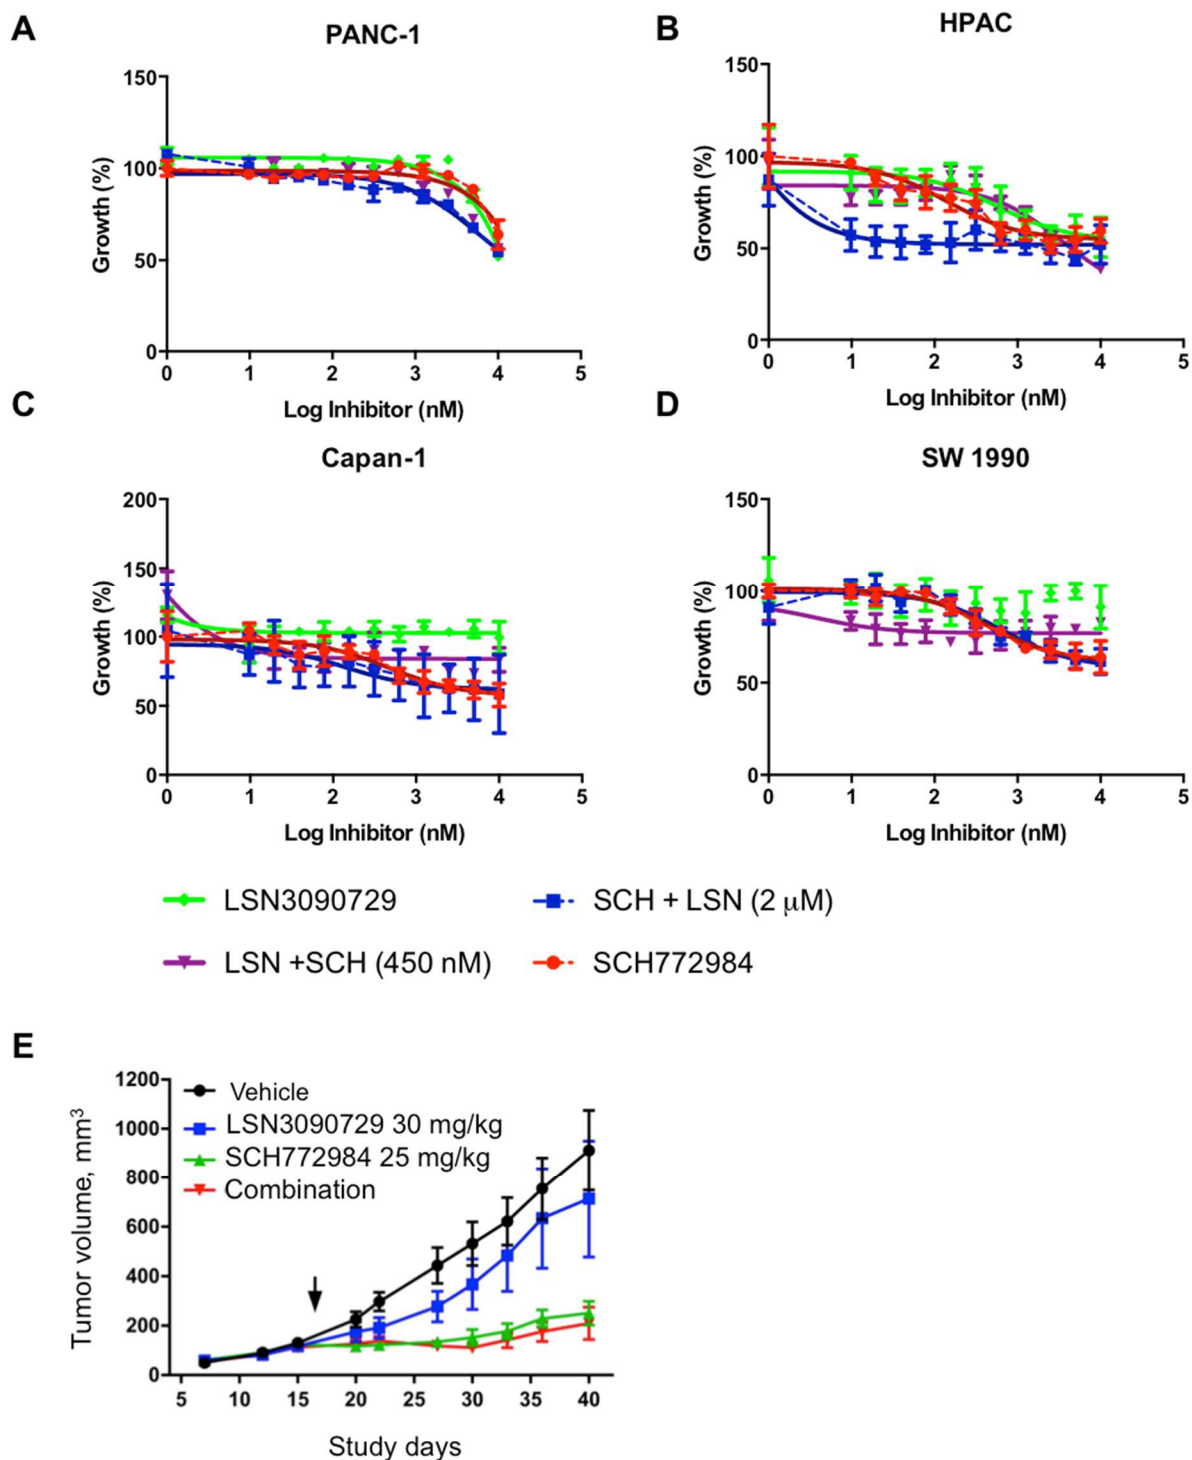 A
PANC-1
Growth (%)
150
100
50
0
0 1 2 3 4 5
Log Inhibitor (nM)
B
HPAC
Growth (%)
150
100
50
0
0 1 2 3 4 5
Log Inhibitor (nM)
C
Capan-1
Growth (%)
200
150
100
50
0
0 1 2 3 4 5
Log Inhibitor (nM)
D
SW 1990
Growth (%)
150
100
50
0
0 1 2 3 4 5
Log Inhibitor (nM)
LSN3090729
SCH + LSN (2 μM)
LSN +SCH (450 nM)
SCH772984
E
Tumor volume, mm³
1200
1000
800
600
400
200
0
Vehicle
LSN3090729 30 mg/kg
SCH772984 25 mg/kg
Combination
5 10 15 20 25 30 35 40
Study days